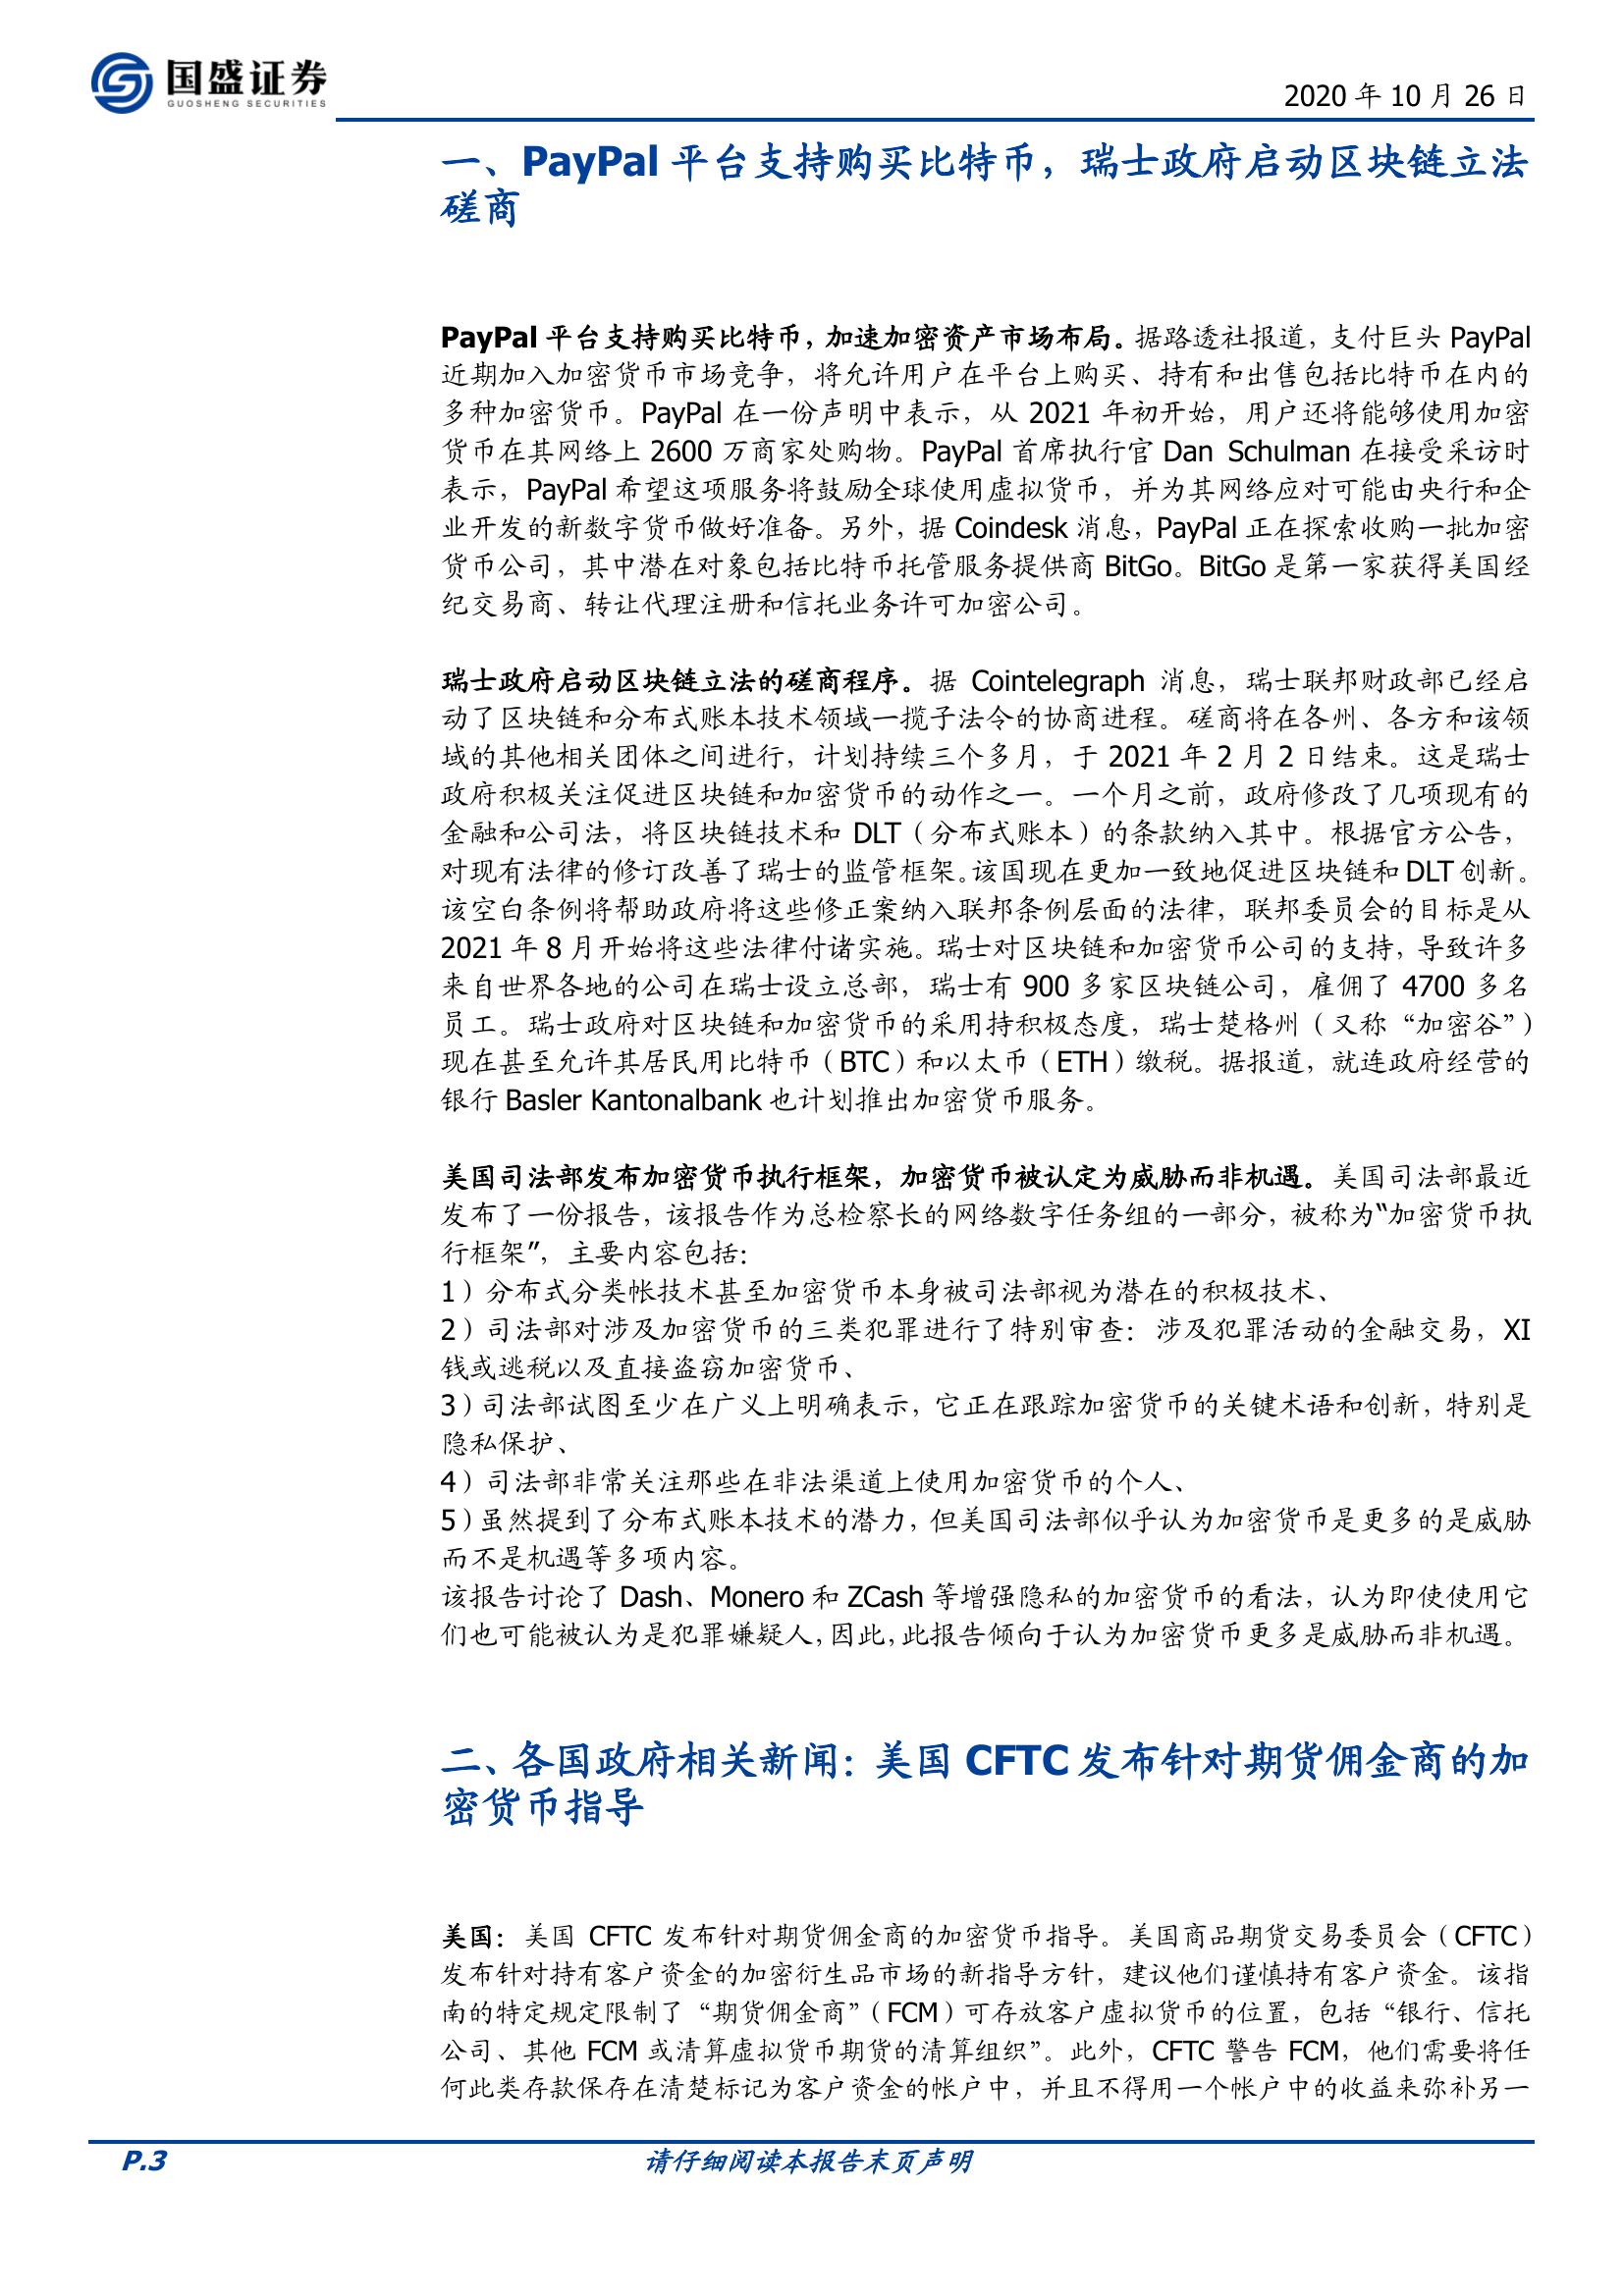 国盛证券
GUOSHENG SECURITIES
2020 年 10 月 26 日
一、PayPal 平台支持购买比特币，瑞士政府启动区块链立法
磋商
PayPal 平台支持购买比特币，加速加密资产市场布局。据路透社报道，支付巨头 PayPal
近期加入加密货币市场竞争，将允许用户在平台上购买、持有和出售包括比特币在内的
多种加密货币。PayPal 在一份声明中表示，从 2021 年初开始，用户还将能够使用加密
货币在其网络上 2600 万商家处购物。PayPal 首席执行官 Dan Schulman 在接受采访时
表示，PayPal 希望这项服务将鼓励全球使用虚拟货币，并为其网络应对可能由央行和企
业开发的新数字货币做好准备。另外，据 Coindesk 消息，PayPal 正在探索收购一批加密
货币公司，其中潜在对象包括比特币托管服务提供商 BitGo。BitGo 是第一家获得美国经
纪交易商、转让代理注册和信托业务许可加密公司。
瑞士政府启动区块链立法的磋商程序。据 Cointelegraph 消息，瑞士联邦财政部已经启
动了区块链和分布式账本技术领域一揽子法令的协商进程。磋商将在各州、各方和该领
域的其他相关团体之间进行，计划持续三个多月，于 2021 年 2 月 2 日结束。这是瑞士
政府积极关注促进区块链和加密货币的动作之一。一个月之前，政府修改了几项现有的
金融和公司法，将区块链技术和 DLT（分布式账本）的条款纳入其中。根据官方公告，
对现有法律的修订改善了瑞士的监管框架。该国现在更加一致地促进区块链和 DLT 创新。
该空白条例将帮助政府将这些修正案纳入联邦条例层面的法律，联邦委员会的目标是从
2021 年 8 月开始将这些法律付诸实施。瑞士对区块链和加密货币公司的支持，导致许多
来自世界各地的公司在瑞士设立总部，瑞士有 900 多家区块链公司，雇佣了 4700 多名
员工。瑞士政府对区块链和加密货币的采用持积极态度，瑞士楚格州（又称“加密谷”）
现在甚至允许其居民用比特币（BTC）和以太币（ETH）缴税。据报道，就连政府经营的
银行 Basler Kantonalbank 也计划推出加密货币服务。
美国司法部发布加密货币执行框架，加密货币被认定为威胁而非机遇。美国司法部最近
发布了一份报告，该报告作为总检察长的网络数字任务组的一部分，被称为“加密货币执
行框架”，主要内容包括：
1）分布式分类帐技术甚至加密货币本身被司法部视为潜在的积极技术、
2）司法部对涉及加密货币的三类犯罪进行了特别审查：涉及犯罪活动的金融交易，XI
钱或逃税以及直接盗窃加密货币、
3）司法部试图至少在广义上明确表示，它正在跟踪加密货币的关键术语和创新，特别是
隐私保护、
4）司法部非常关注那些在非法渠道上使用加密货币的个人、
5）虽然提到了分布式账本技术的潜力，但美国司法部似乎认为加密货币是更多的是威胁
而不是机遇等多项内容。
该报告讨论了 Dash、Monero 和 ZCash 等增强隐私的加密货币的看法，认为即使使用它
们也可能被认为是犯罪嫌疑人，因此，此报告倾向于认为加密货币更多是威胁而非机遇。
二、各国政府相关新闻：美国 CFTC 发布针对期货佣金商的加
密货币指导
美国：美国 CFTC 发布针对期货佣金商的加密货币指导。美国商品期货交易委员会（CFTC）
发布针对持有客户资金的加密衍生品市场的新指导方针，建议他们谨慎持有客户资金。该指
南的特定规定限制了“期货佣金商”（FCM）可存放客户虚拟货币的位置，包括“银行、信托
公司、其他 FCM 或清算虚拟货币期货的清算组织”。此外，CFTC 警告 FCM，他们需要将任
何此类存款保存在清楚标记为客户资金的帐户中，并且不得用一个帐户中的收益来弥补另一
P.3
请仔细阅读本报告末页声明